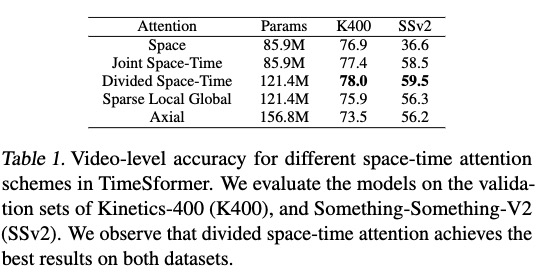 Attention Params K400 SSv2
Space 85.9M 76.9 36.6
Joint Space-Time 85.9M 77.4 58.5
Divided Space-Time 121.4M 78.0 59.5
Sparse Local Global 121.4M 75.9 56.3
Axial 156.8M 73.5 56.2
Table 1. Video-level accuracy for different space-time attention
schemes in TimeSformer. We evaluate the models on the valida-
tion sets of Kinetics-400 (K400), and Something-Something-V2
(SSv2). We observe that divided space-time attention achieves the
best results on both datasets.